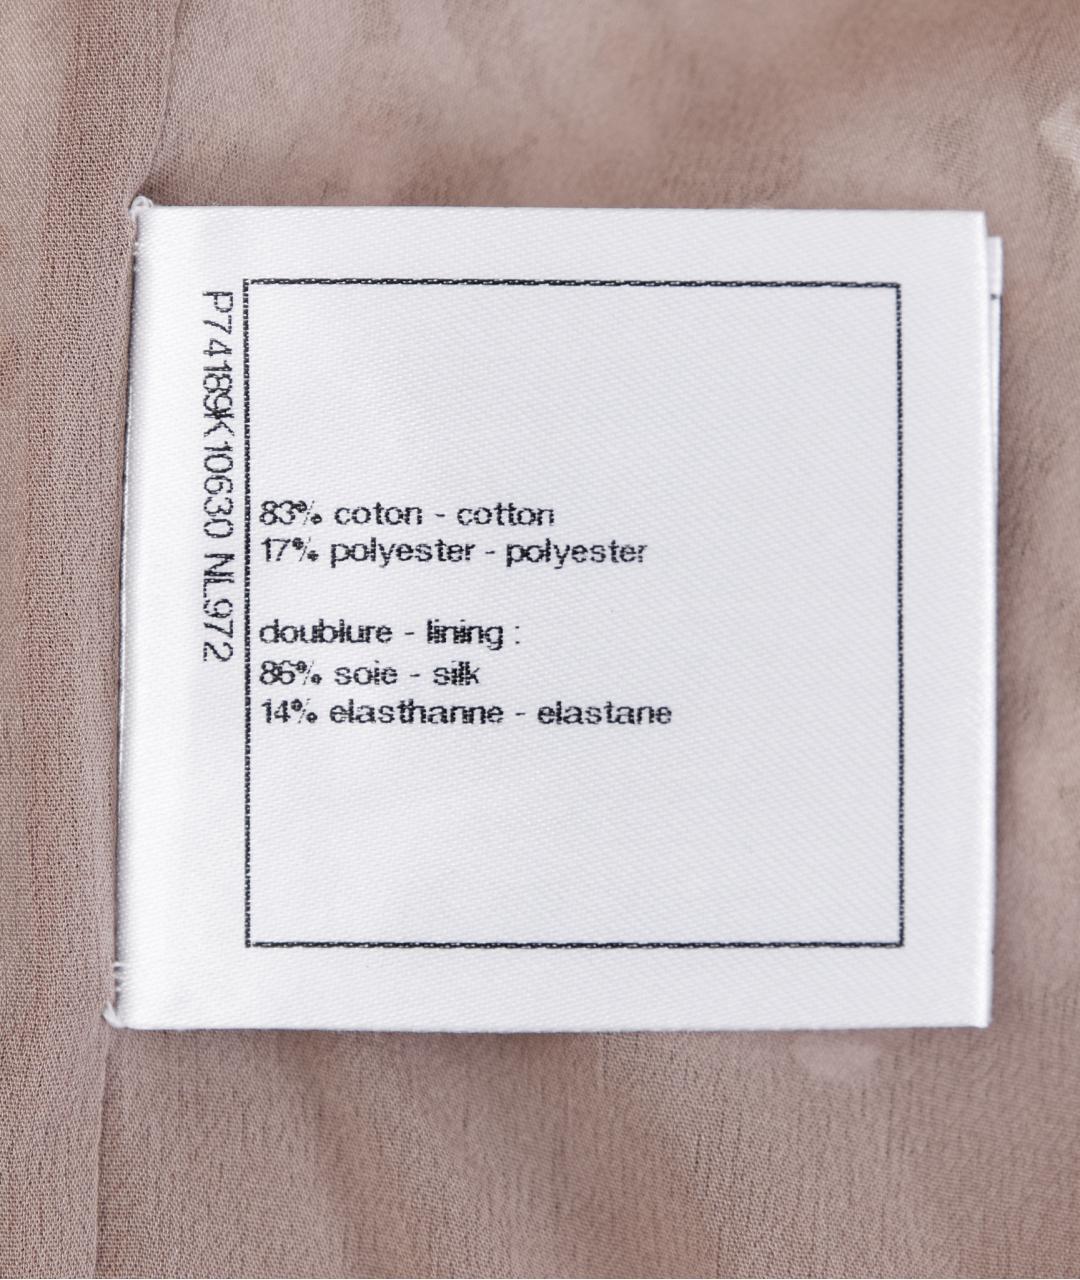 P74189K10630 NL972
83% coton - cotton
17% polyester - polyester
doublure - lining :
86% soie - silk
14% elasthanne - elastane